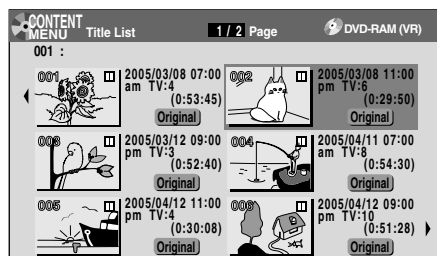 CONTENT
MENU Title List 1 / 2 Page DVD-RAM (VR)
001 :
001
2005/03/08 07:00
am TV:4
(0:53:45)
Original
002
2005/03/08 11:00
pm TV:6
(0:29:50)
Original
003
2005/03/12 09:00
pm TV:3
(0:52:40)
Original
004
2005/04/11 07:00
am TV:8
(0:54:30)
Original
005
2005/04/12 11:00
pm TV:4
(0:30:08)
Original
006
2005/04/12 09:00
pm TV:10
(0:51:28)
Original